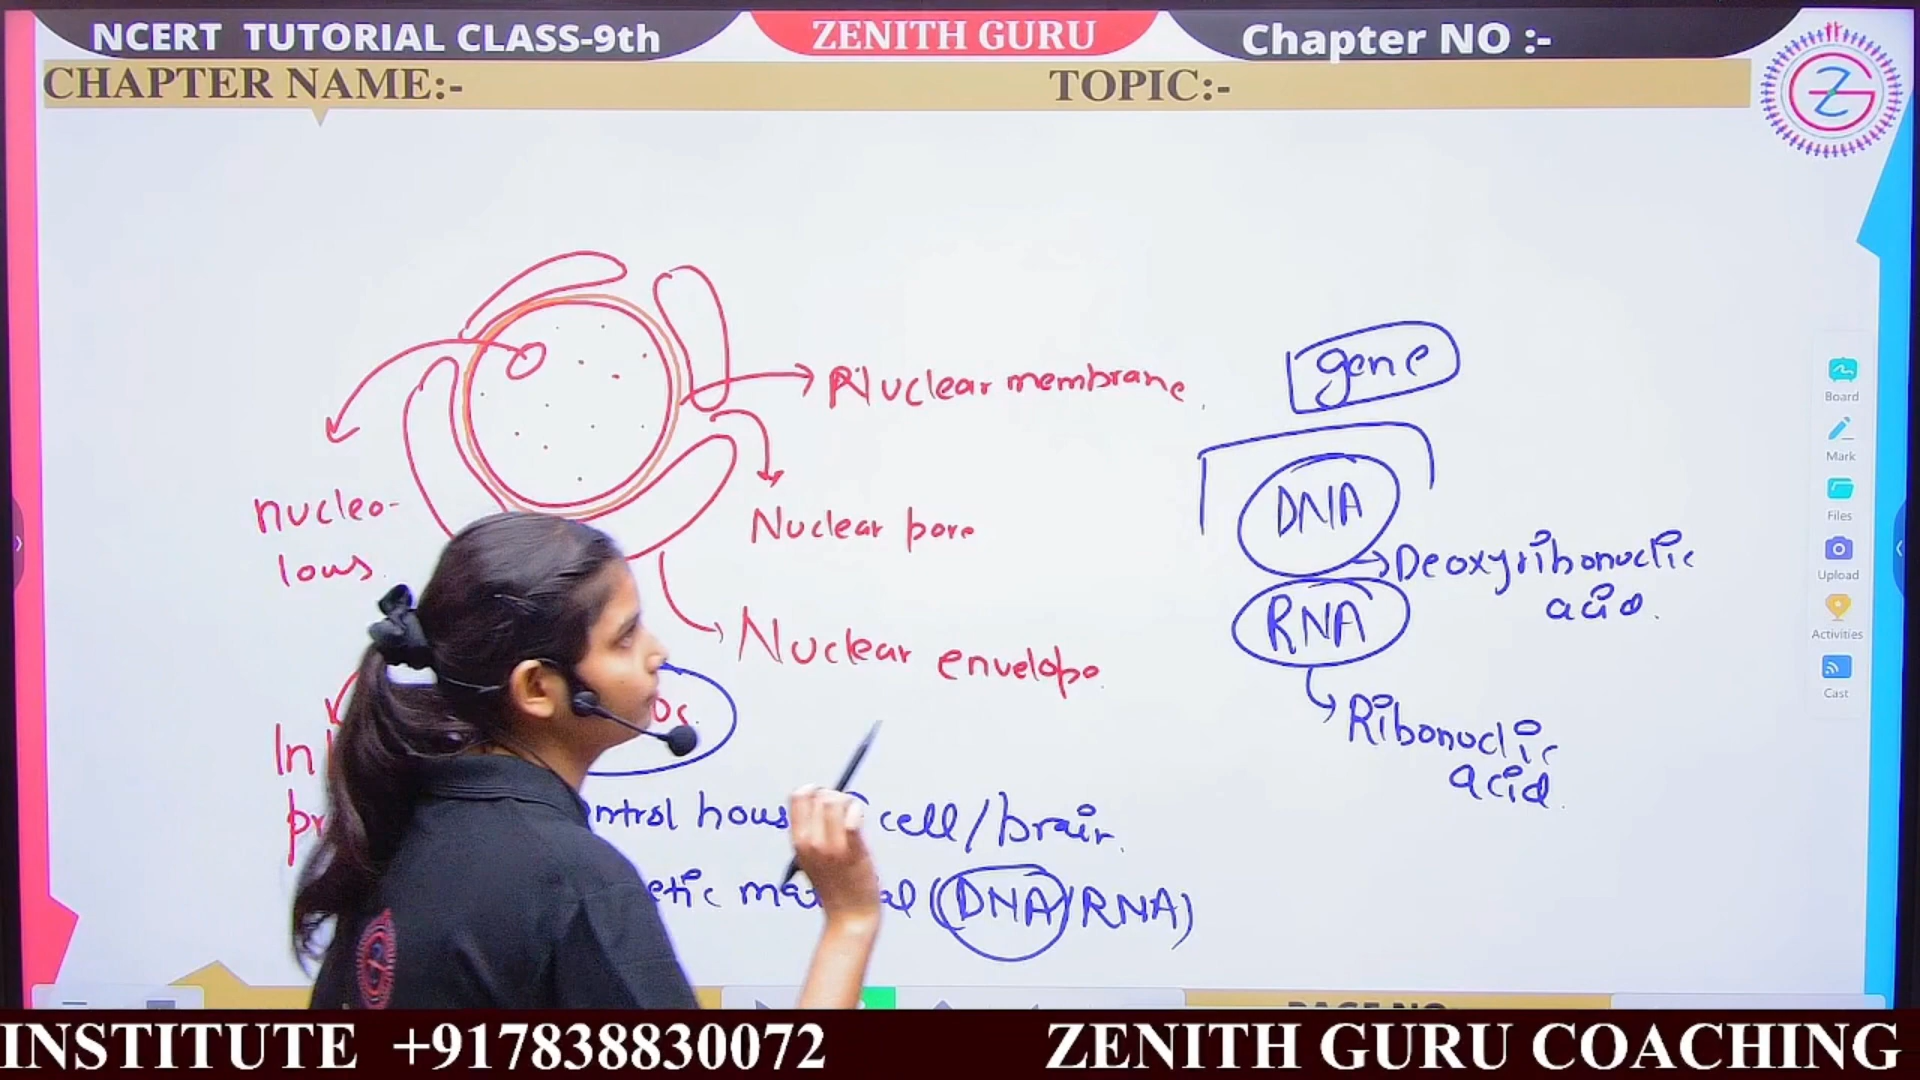 NCERT TUTORIAL CLASS-9th
ZENITH GURU
Chapter NO :-
CHAPTER NAME:-
TOPIC:-
gene
Nuclear membrane
DNA
nucleo-
lous
Nuclear pore
Deoxyribonuclic
acid.
RNA
Nuclear envelope
Ribonuclic
acid.
cell/brain.
(DNA/RNA)
Board
Mark
Files
Upload
Activities
Cast
INSTITUTE +917838830072
ZENITH GURU COACHING